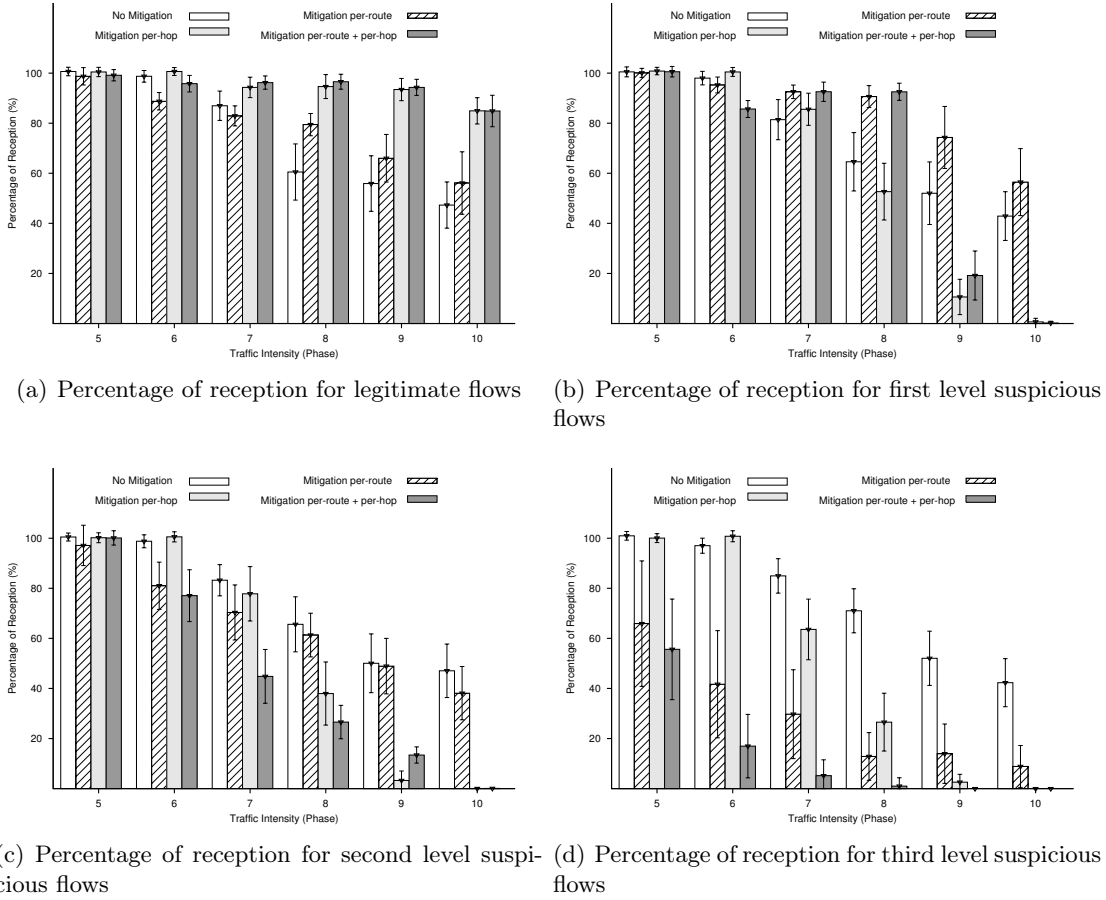 No Mitigation
Mitigation per-route
Mitigation per-hop
Mitigation per-route + per-hop
Percentage of Reception (%)
100
80
60
40
20
5 6 7 8 9 10
Traffic Intensity (Phase)
(a) Percentage of reception for legitimate flows
No Mitigation
Mitigation per-route
Mitigation per-hop
Mitigation per-route + per-hop
Percentage of Reception (%)
100
80
60
40
20
5 6 7 8 9 10
Traffic Intensity (Phase)
(b) Percentage of reception for first level suspicious
flows
No Mitigation
Mitigation per-route
Mitigation per-hop
Mitigation per-route + per-hop
Percentage of Reception (%)
100
80
60
40
20
5 6 7 8 9 10
Traffic Intensity (Phase)
(c) Percentage of reception for second level suspi-
cious flows
No Mitigation
Mitigation per-route
Mitigation per-hop
Mitigation per-route + per-hop
Percentage of Reception (%)
100
80
60
40
20
5 6 7 8 9 10
Traffic Intensity (Phase)
(d) Percentage of reception for third level suspicious
flows